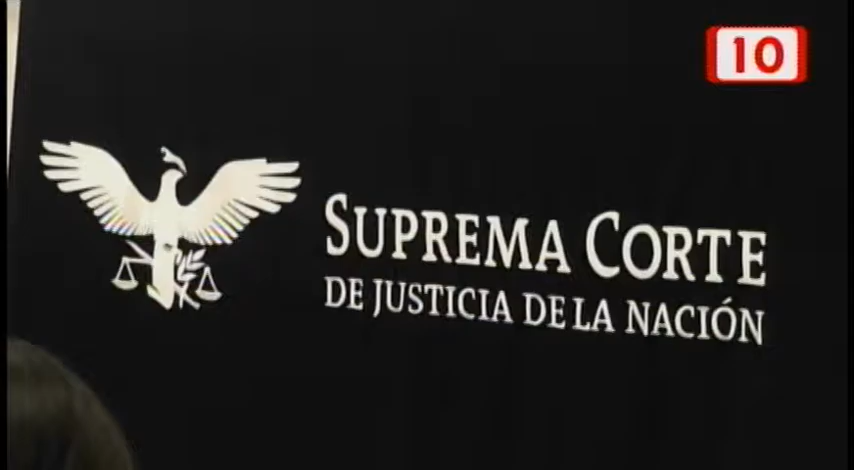 10
SUPREMA CORTE
DE JUSTICIA DE LA NACIÓN